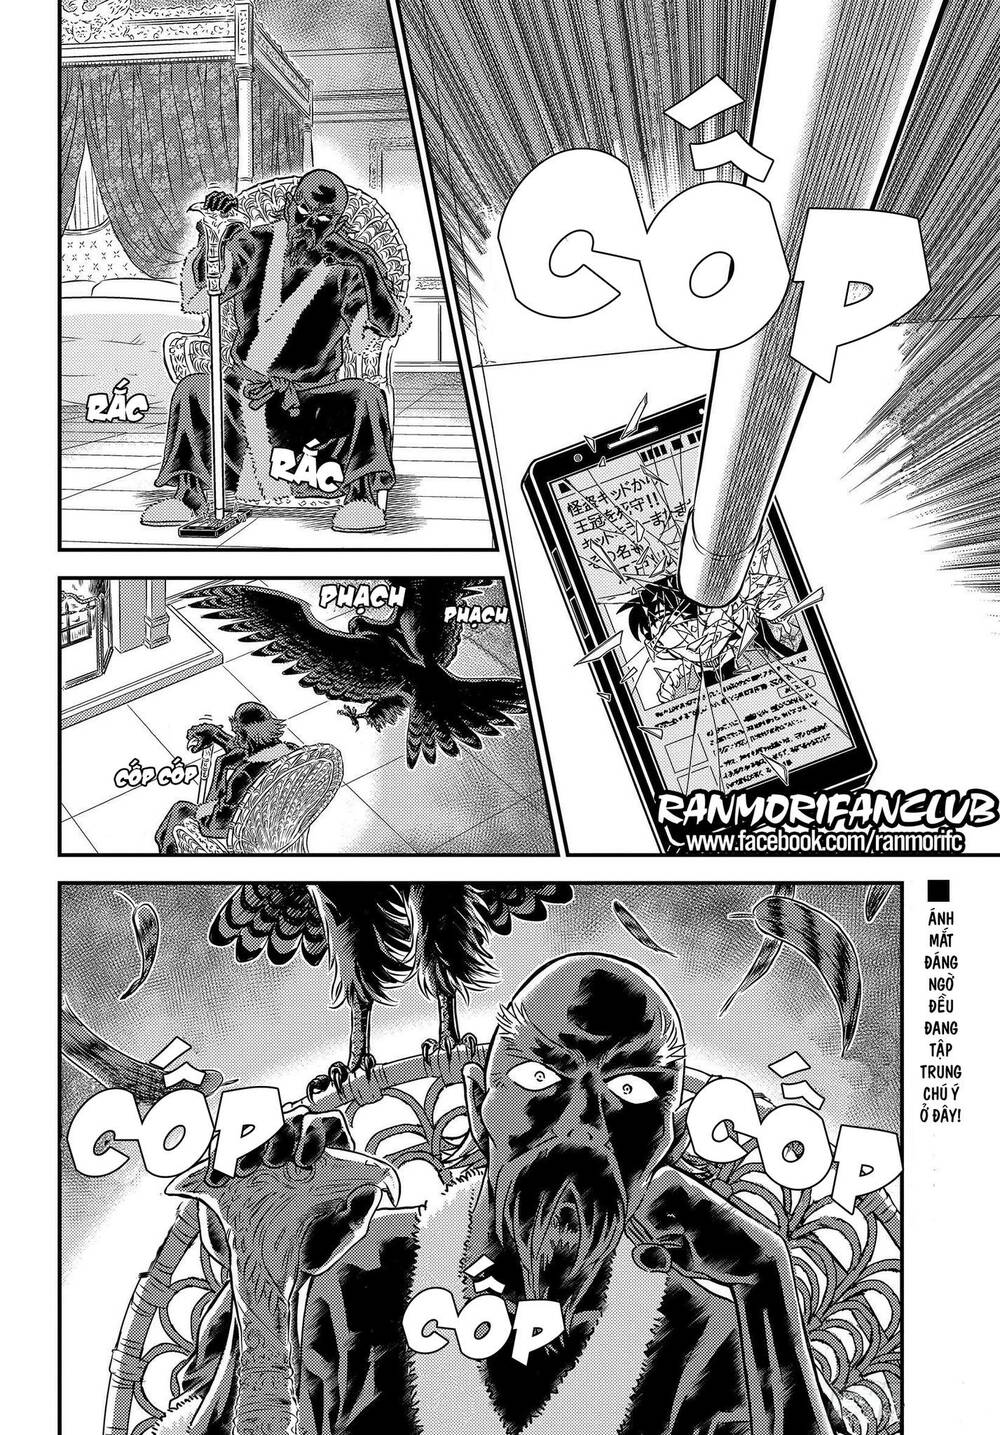 CỐP
RẮC
RẮC
怪盗キッドから
王冠を死守!!
RANMORIFANCLUB
www.facebook.com/ranmorifc
PHẠCH
PHẠCH
CỐP CỐP
ÁNH
MẮT
ĐÁNG
NGỜ
ĐỀU
ĐANG
TẬP
TRUNG
CHÚ Ý
Ở ĐÂY!
CỐP
CỐP
CỐP